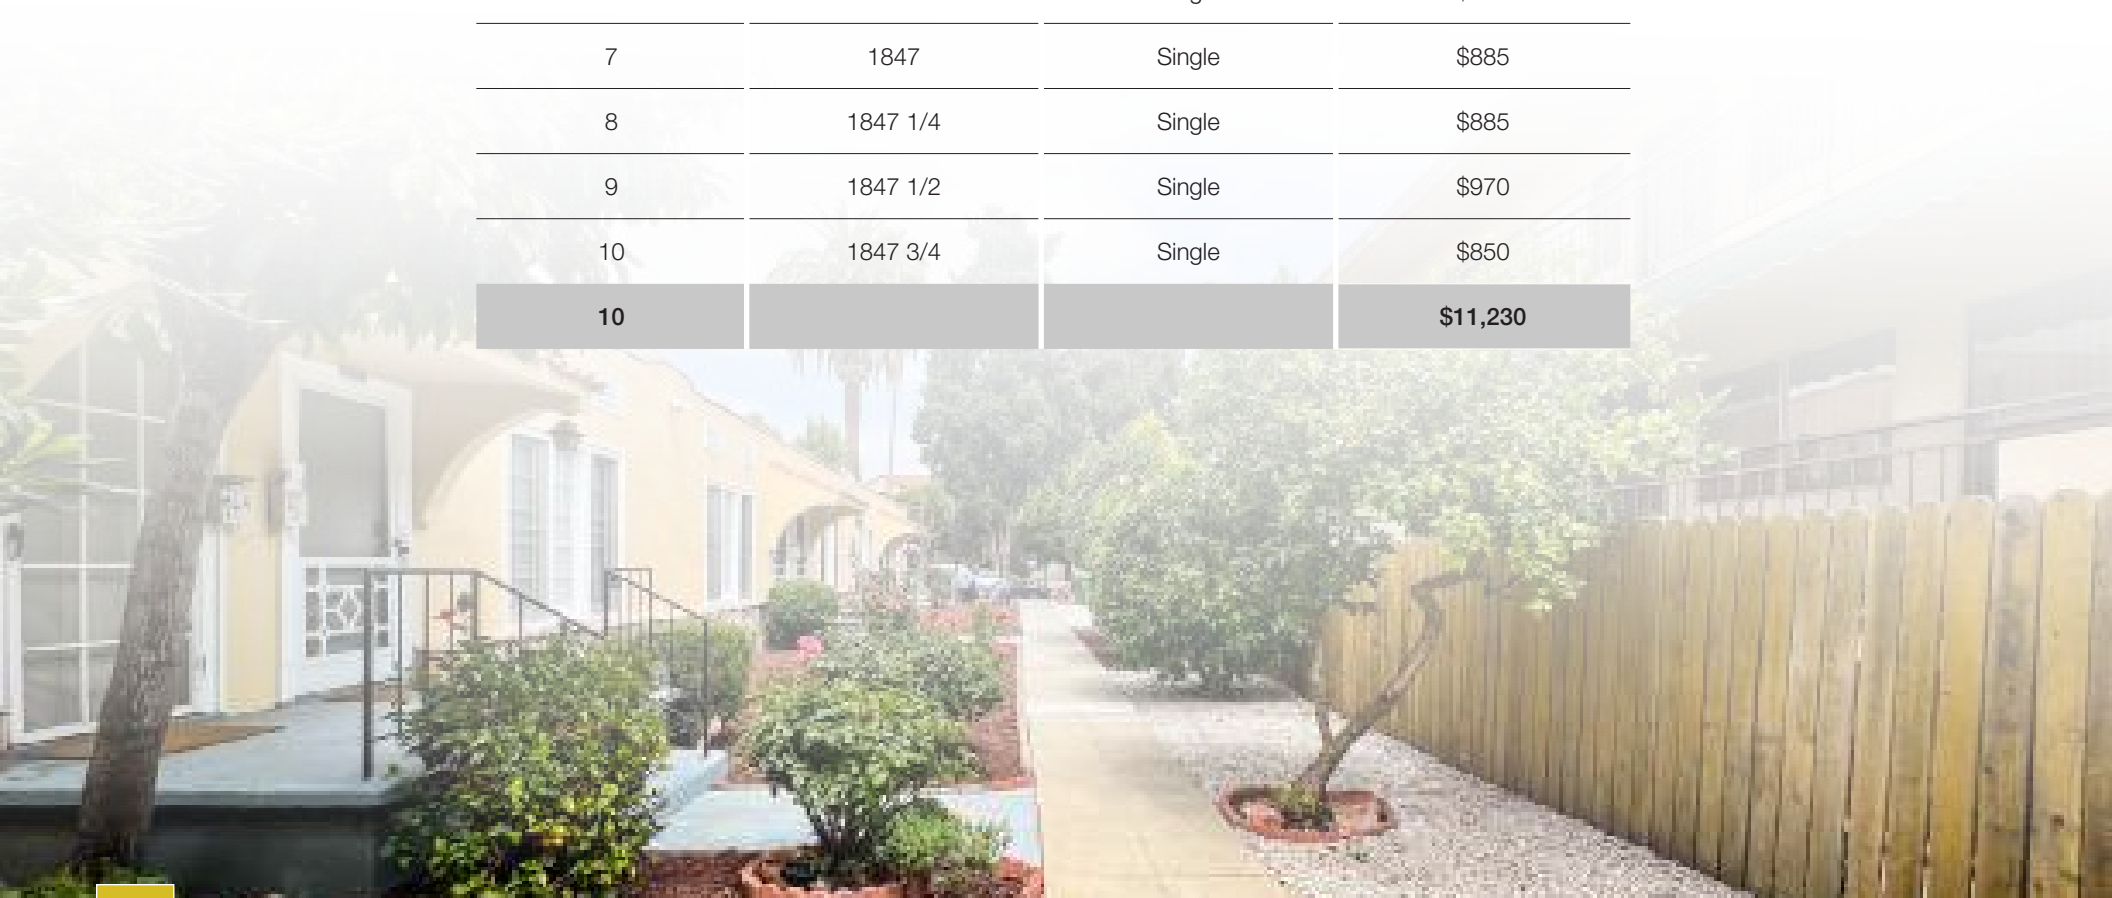 7 1847 Single $885
8 1847 1/4 Single $885
9 1847 1/2 Single $970
10 1847 3/4 Single $850
10 $11,230